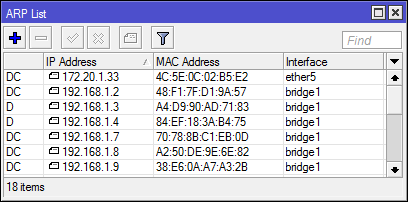 ARP List
Find
IP Address / MAC Address Interface
DC 172.20.1.33 4C:5E:0C:02:B5:E2 ether5
DC 192.168.1.2 48:F1:7F:D1:9A:57 bridge1
D 192.168.1.3 A4:D9:90:AD:71:83 bridge1
D 192.168.1.4 84:EF:18:3A:B4:75 bridge1
DC 192.168.1.7 70:78:8B:C1:EB:0D bridge1
DC 192.168.1.8 A2:50:DE:9E:6E:82 bridge1
DC 192.168.1.9 38:E6:0A:A7:A3:2B bridge1
18 items